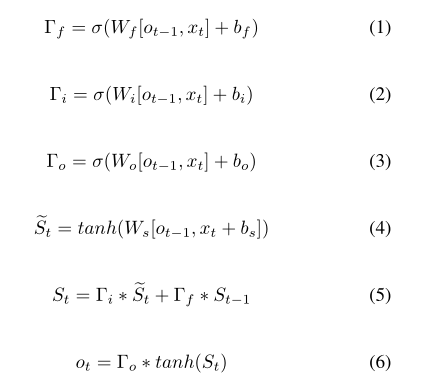 Γ_f = σ(W_f[o_{t−1}, x_t] + b_f) (1)
Γ_i = σ(W_i[o_{t−1}, x_t] + b_i) (2)
Γ_o = σ(W_o[o_{t−1}, x_t] + b_o) (3)
S̃_t = tanh(W_s[o_{t−1}, x_t + b_s]) (4)
S_t = Γ_i ∗ S̃_t + Γ_f ∗ S_{t−1} (5)
o_t = Γ_o ∗ tanh(S_t) (6)